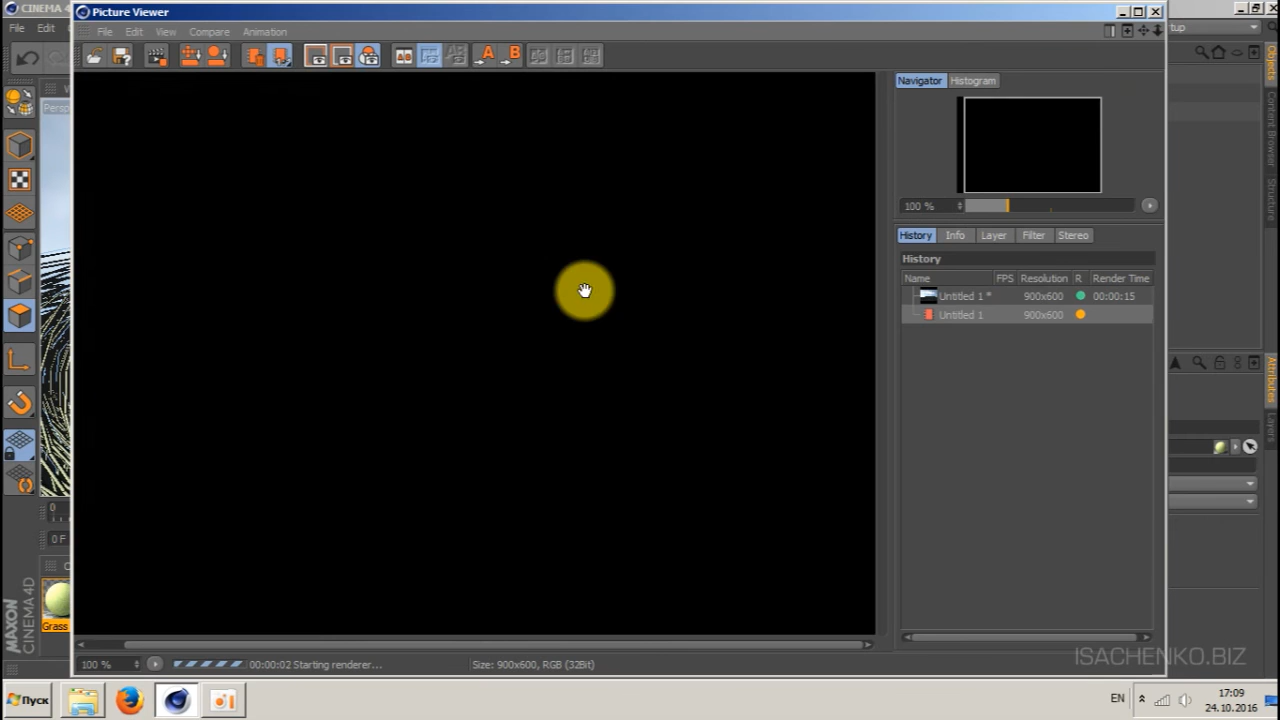 CINEMA 4D
Picture Viewer
File Edit
File Edit View Compare Animation
tup
A B
Persp
Navigator Histogram
100 %
History Info Layer Filter Stereo
History
Name FPS Resolution R Render Time
Untitled 1 * 900x600 00:00:15
Untitled 1 900x600
Objects
Content Browser
Structure
Attributes
Layers
0
0 F
Grass
MAXON
CINEMA 4D
100 % 00:00:02 Starting renderer... Size: 900x600, RGB (32Bit)
ISACHENKO.BIZ
Пуск
EN
17:09
24.10.2016